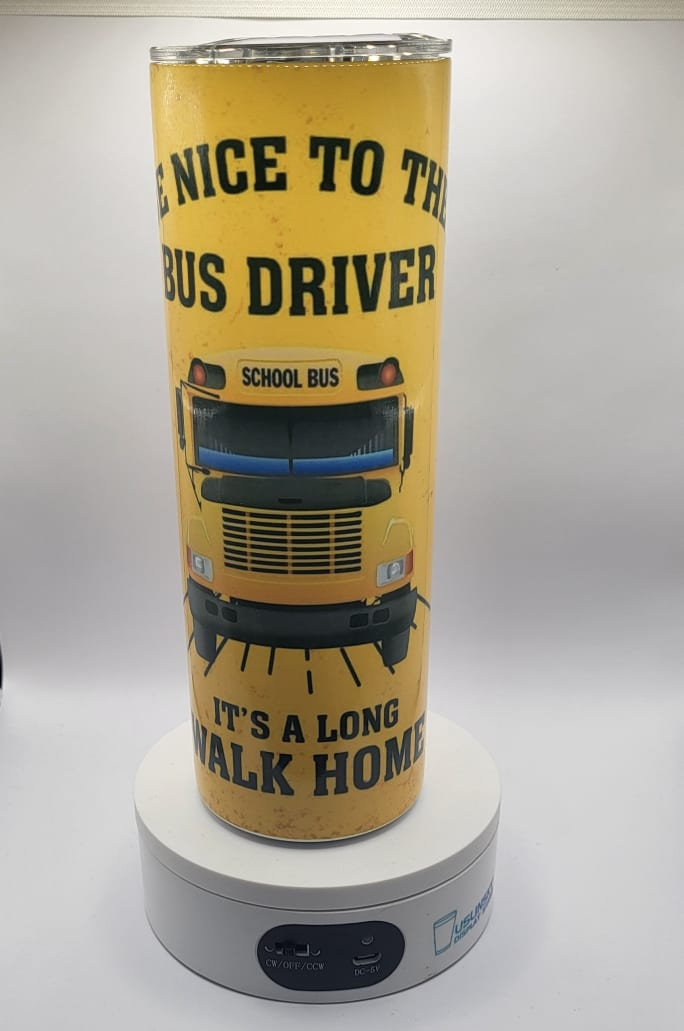 E NICE TO THE
BUS DRIVER
SCHOOL BUS
IT'S A LONG
WALK HOME
CW/OFF/CCW
DC-5V